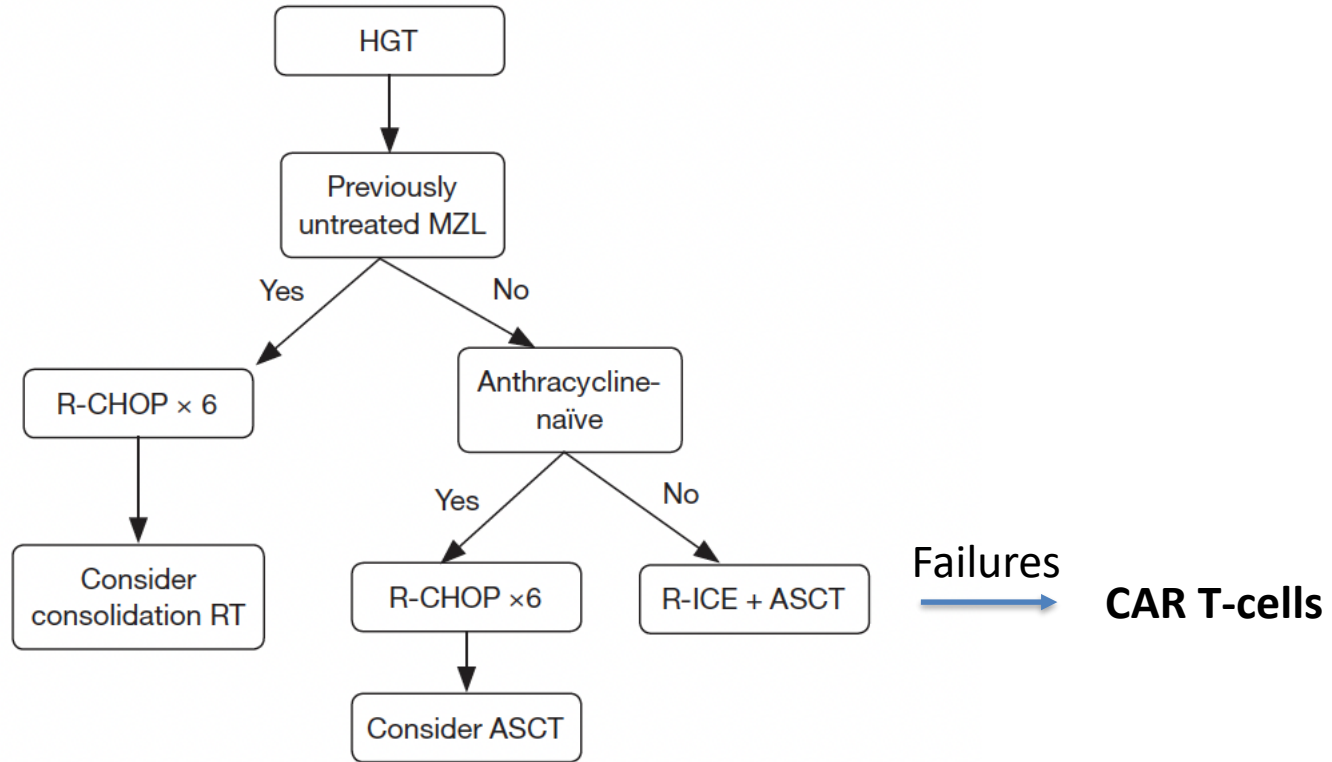 HGT
Previously
untreated MZL
Yes
No
R-CHOP × 6
Anthracycline-
naïve
Yes
No
Consider
consolidation RT
R-CHOP ×6
R-ICE + ASCT
Failures
CAR T-cells
Consider ASCT